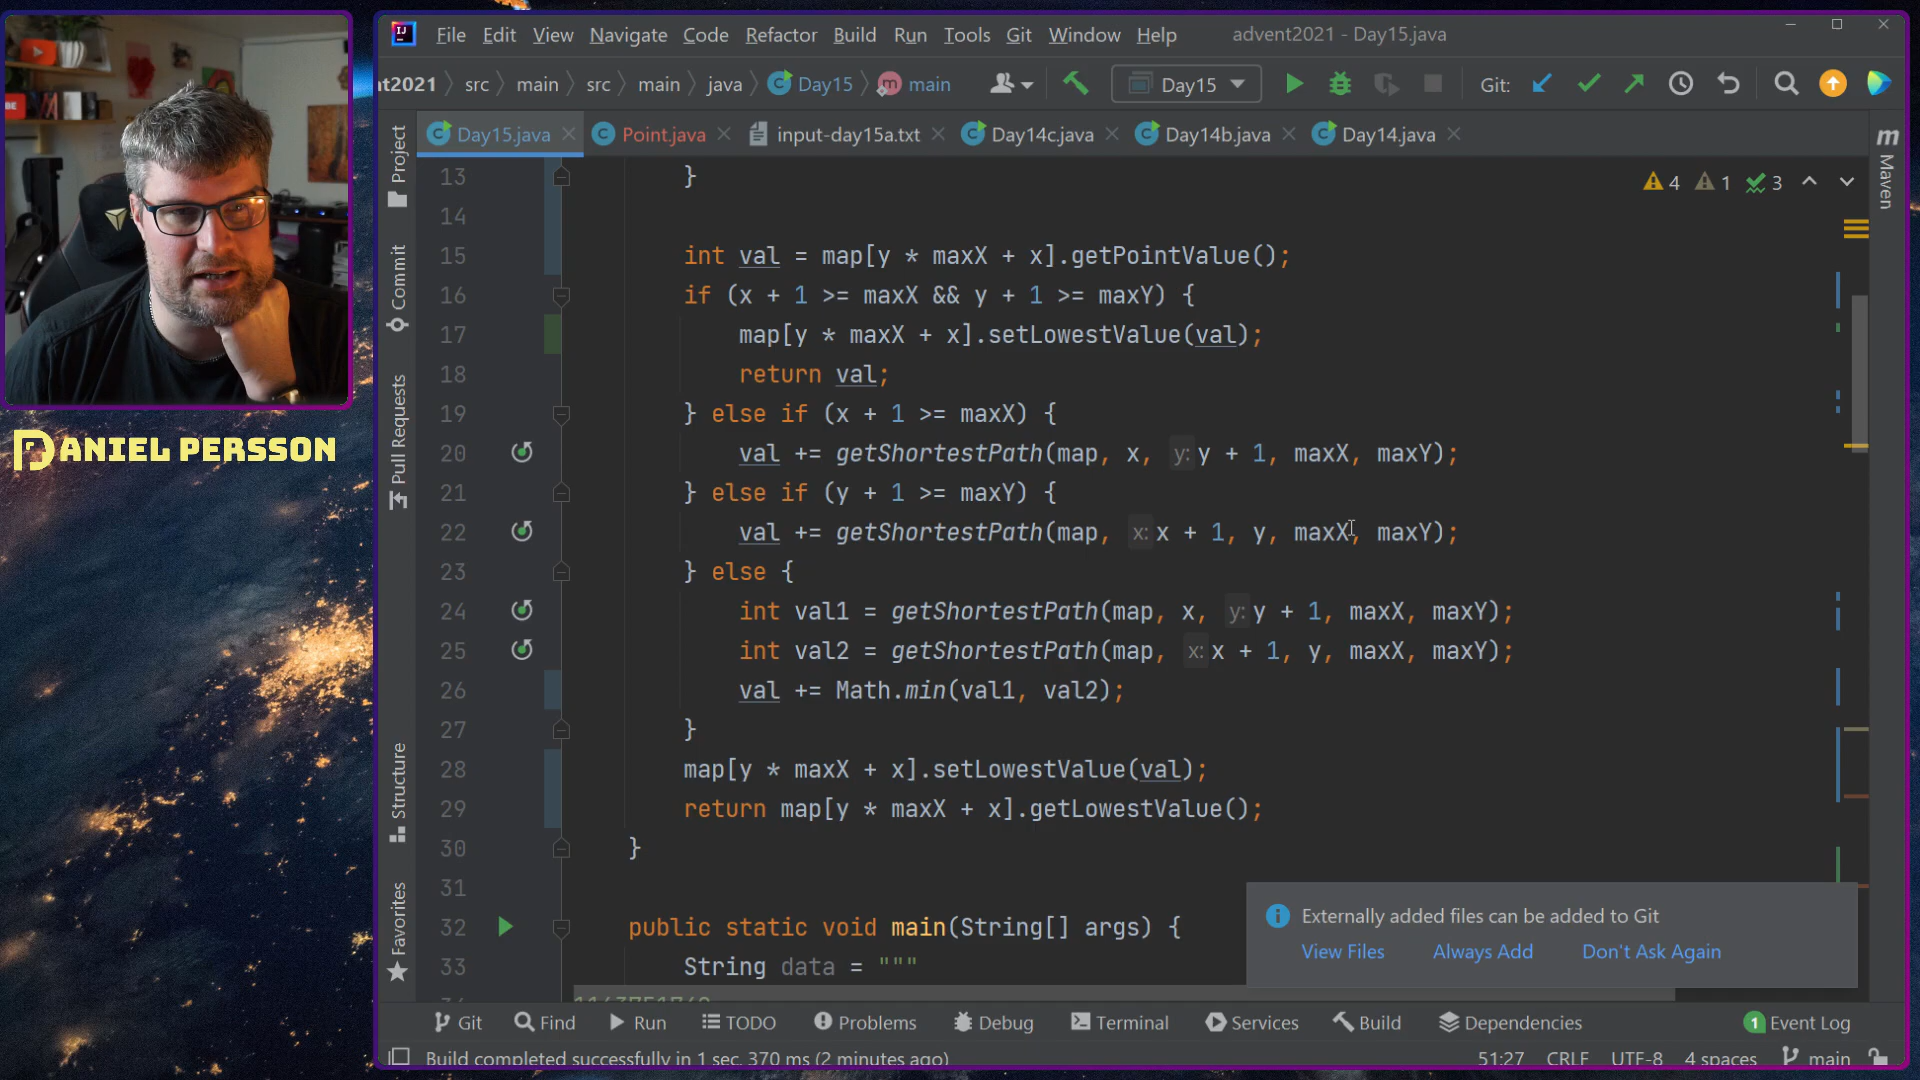 File Edit View Navigate Code Refactor Build Run Tools Git Window Help advent2021 - Day15.java
t2021 src main src main java Day15 main Day15 Git:
Day15.java Point.java input-day15a.txt Day14c.java Day14b.java Day14.java
4 1 3
Project
Commit
Pull Requests
Structure
Favorites
m
Maven
DANIEL PERSSON
13 }
14
15 int val = map[y * maxX + x].getPointValue();
16 if (x + 1 >= maxX && y + 1 >= maxY) {
17 map[y * maxX + x].setLowestValue(val);
18 return val;
19 } else if (x + 1 >= maxX) {
20 val += getShortestPath(map, x, y: y + 1, maxX, maxY);
21 } else if (y + 1 >= maxY) {
22 val += getShortestPath(map, x: x + 1, y, maxX, maxY);
23 } else {
24 int val1 = getShortestPath(map, x, y: y + 1, maxX, maxY);
25 int val2 = getShortestPath(map, x: x + 1, y, maxX, maxY);
26 val += Math.min(val1, val2);
27 }
28 map[y * maxX + x].setLowestValue(val);
29 return map[y * maxX + x].getLowestValue();
30 }
31
32 public static void main(String[] args) {
33 String data = """
Externally added files can be added to Git
View Files Always Add Don't Ask Again
Git Find Run TODO Problems Debug Terminal Services Build Dependencies 1 Event Log
Build completed successfully in 1 sec, 370 ms (2 minutes ago) 51:27 CRLF UTF-8 4 spaces main